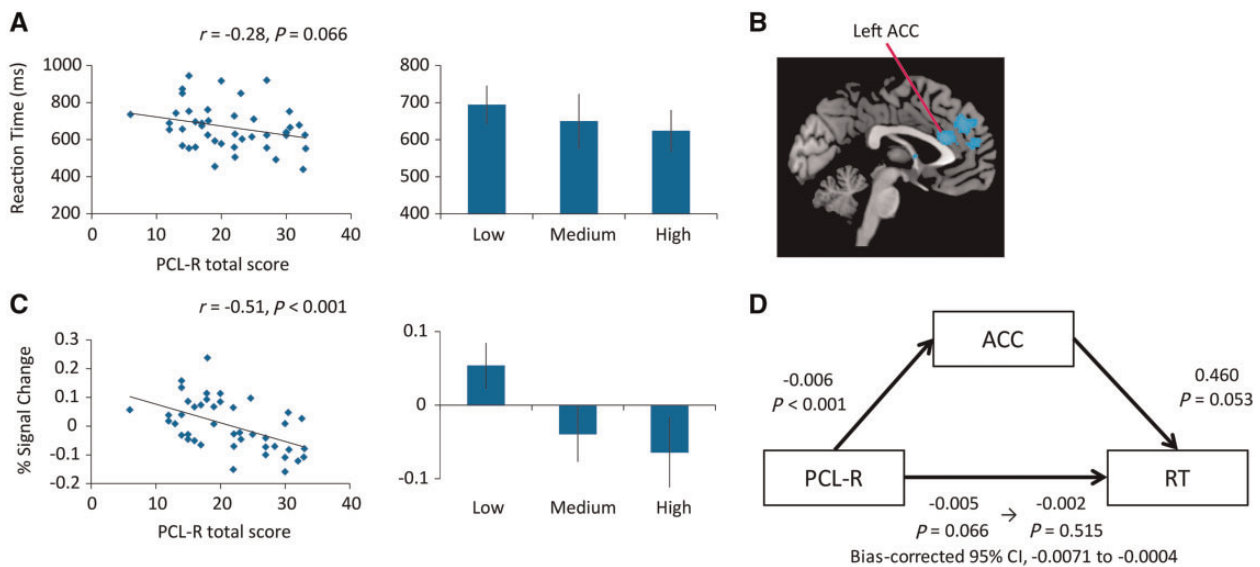 A
r = -0.28, P = 0.066
Reaction Time (ms)
1000
800
600
400
200
0
10
20
30
40
PCL-R total score
800
700
600
500
400
Low
Medium
High
B
Left ACC
C
r = -0.51, P < 0.001
% Signal Change
0.3
0.2
0.1
0
-0.1
-0.2
0
10
20
30
40
PCL-R total score
0.1
0
-0.1
Low
Medium
High
D
ACC
-0.006
P < 0.001
0.460
P = 0.053
PCL-R
RT
-0.005 → -0.002
P = 0.066 P = 0.515
Bias-corrected 95% CI, -0.0071 to -0.0004